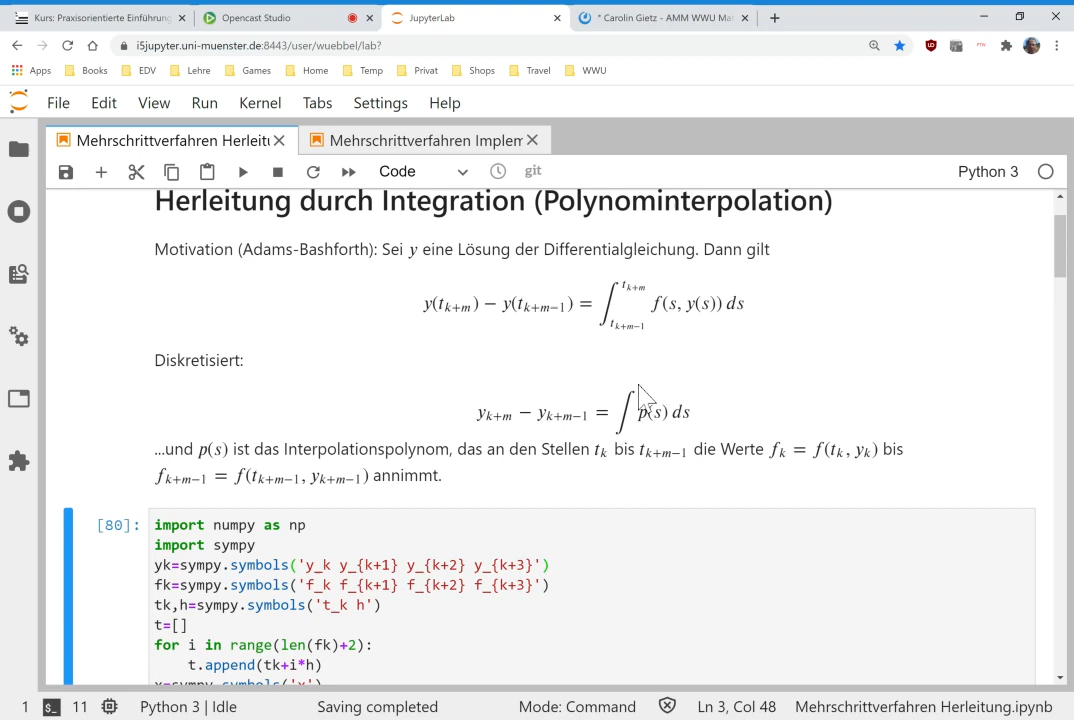 Kurs: Praxisorientierte Einführung
Opencast Studio
JupyterLab
* Carolin Gietz - AMM WWU Ma
i5jupyter.uni-muenster.de:8443/user/wuebbel/lab?
Apps Books EDV Lehre Games Home Temp Privat Shops Travel WWU
File Edit View Run Kernel Tabs Settings Help
Mehrschrittverfahren Herleit
Mehrschrittverfahren Implem
Code
git
Python 3
Herleitung durch Integration (Polynominterpolation)
Motivation (Adams-Bashforth): Sei y eine Lösung der Differentialgleichung. Dann gilt
y(t_{k+m}) − y(t_{k+m−1}) = ∫_{t_{k+m−1}}^{t_{k+m}} f(s, y(s)) ds
Diskretisiert:
y_{k+m} − y_{k+m−1} = ∫ p(s) ds
...und p(s) ist das Interpolationspolynom, das an den Stellen t_k bis t_{k+m−1} die Werte f_k = f(t_k, y_k) bis
f_{k+m−1} = f(t_{k+m−1}, y_{k+m−1}) annimmt.
[80]: import numpy as np
import sympy
yk=sympy.symbols('y_k y_{k+1} y_{k+2} y_{k+3}')
fk=sympy.symbols('f_k f_{k+1} f_{k+2} f_{k+3}')
tk,h=sympy.symbols('t_k h')
t=[]
for i in range(len(fk)+2):
t.append(tk+i*h)
x=sympy.symbols('x')
1 $_ 11 Python 3 | Idle Saving completed Mode: Command Ln 3, Col 48 Mehrschrittverfahren Herleitung.ipynb